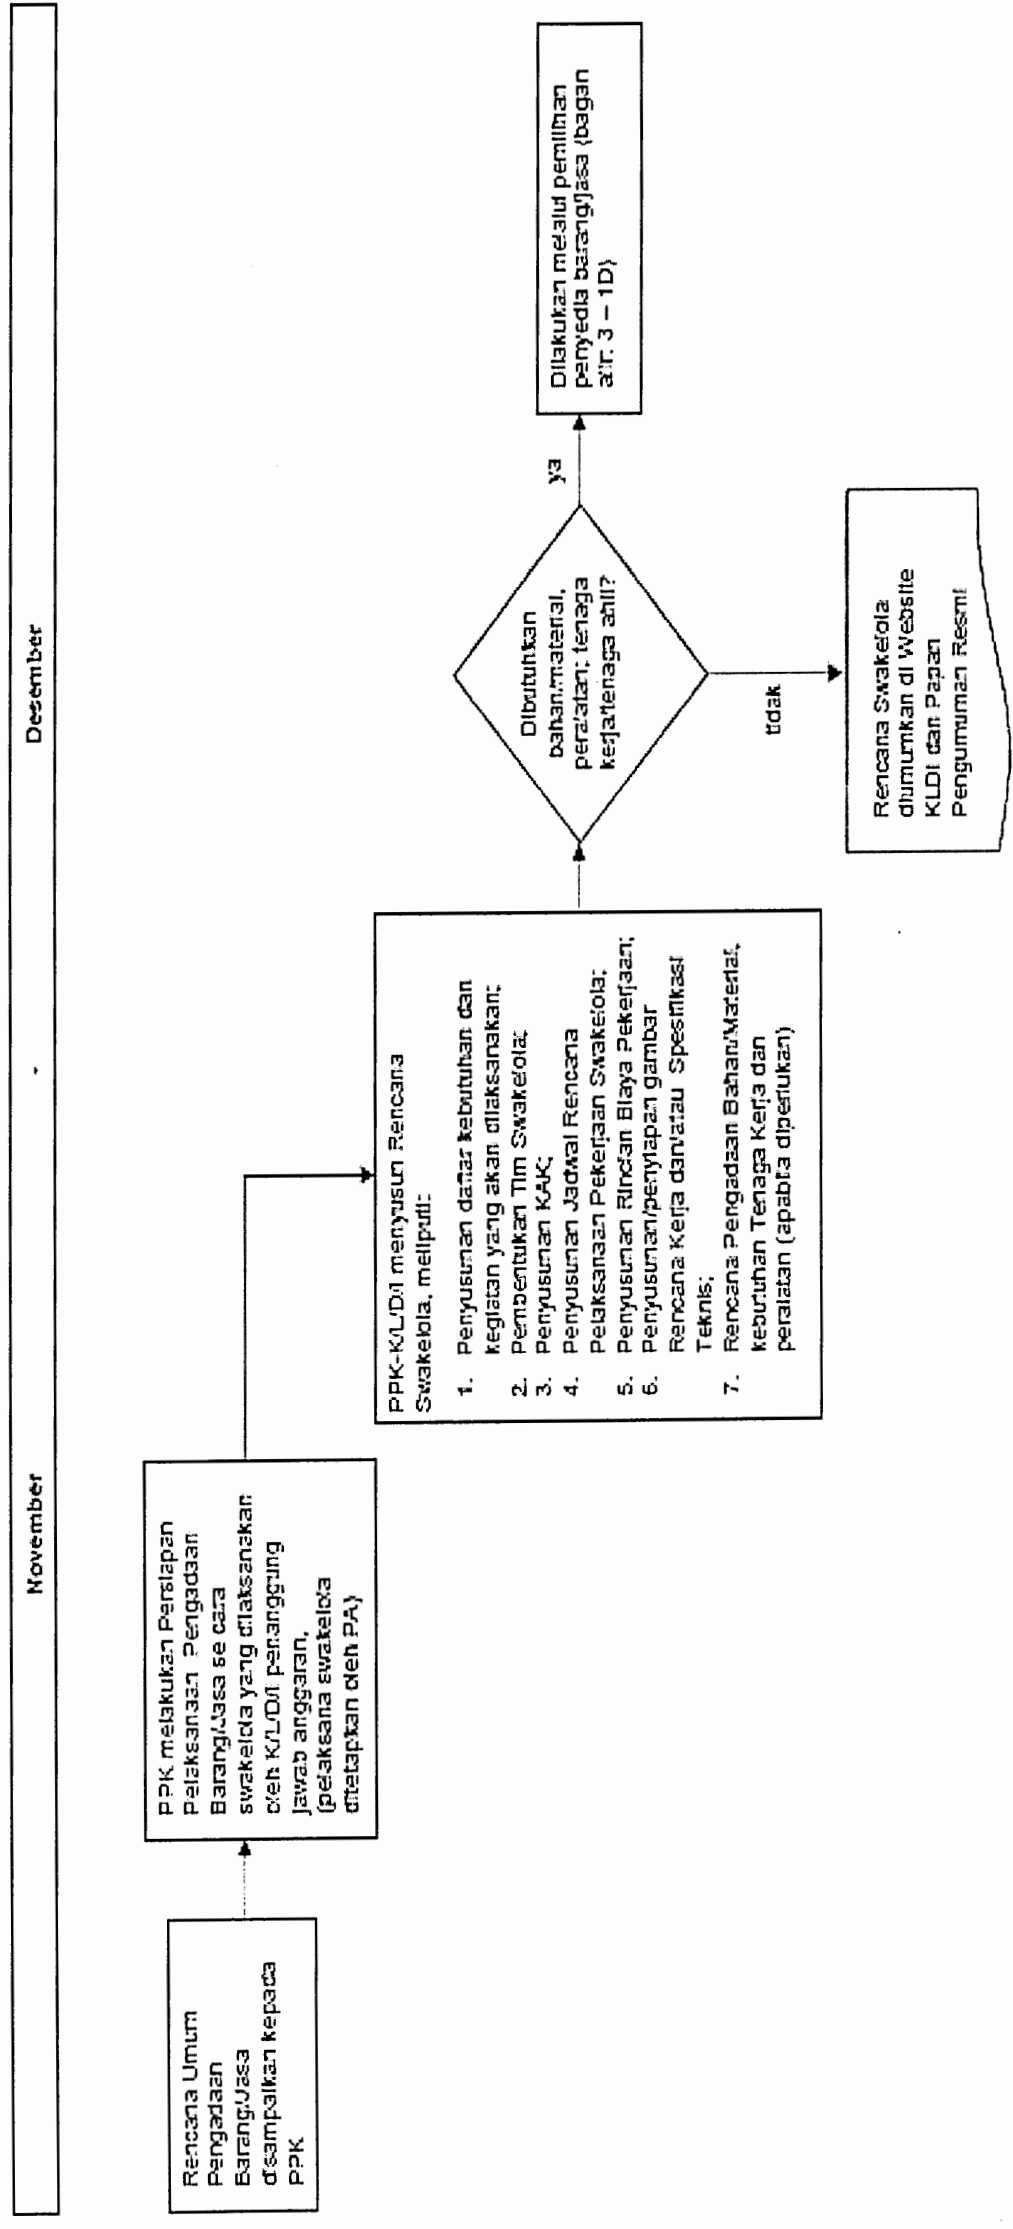 November - Desember
Rencana Umum
Pengadaan
Barang/Jasa
disampaikan kepada
PPK
PPK melakukan Persiapan
Pelaksanaan Pengadaan
Barang/Jasa se cara
swakelola yang dilaksanakan
oleh K/L/D/I penanggung
jawab anggaran,
(pelaksana swakelola
ditetapkan oleh PA)
PPK-K/L/D/I menyusun Rencana
Swakelola, meliputi:
1. Penyusunan daftar kebutuhan dan
kegiatan yang akan dilaksanakan;
2. Pembentukan Tim Swakelola;
3. Penyusunan KAK;
4. Penyusunan Jadwal Rencana
Pelaksanaan Pekerjaan Swakelola;
5. Penyusunan Rincian Biaya Pekerjaan;
6. Penyusunan/penyiapan gambar
Rencana Kerja dan/atau Spesifikasi
Teknis;
7. Rencana Pengadaan Bahan/Material,
kebutuhan Tenaga Kerja dan
peralatan (apabila diperlukan)
Dibutuhkan
bahan/material,
peralatan; tenaga
kerja/tenaga ahli?
ya
Dilakukan melalui pemilihan
penyedia barang/jasa (bagan
alir: 3 – 1D)
tidak
Rencana Swakelola
diumumkan di Website
KLDI dan Papan
Pengumuman Resmi